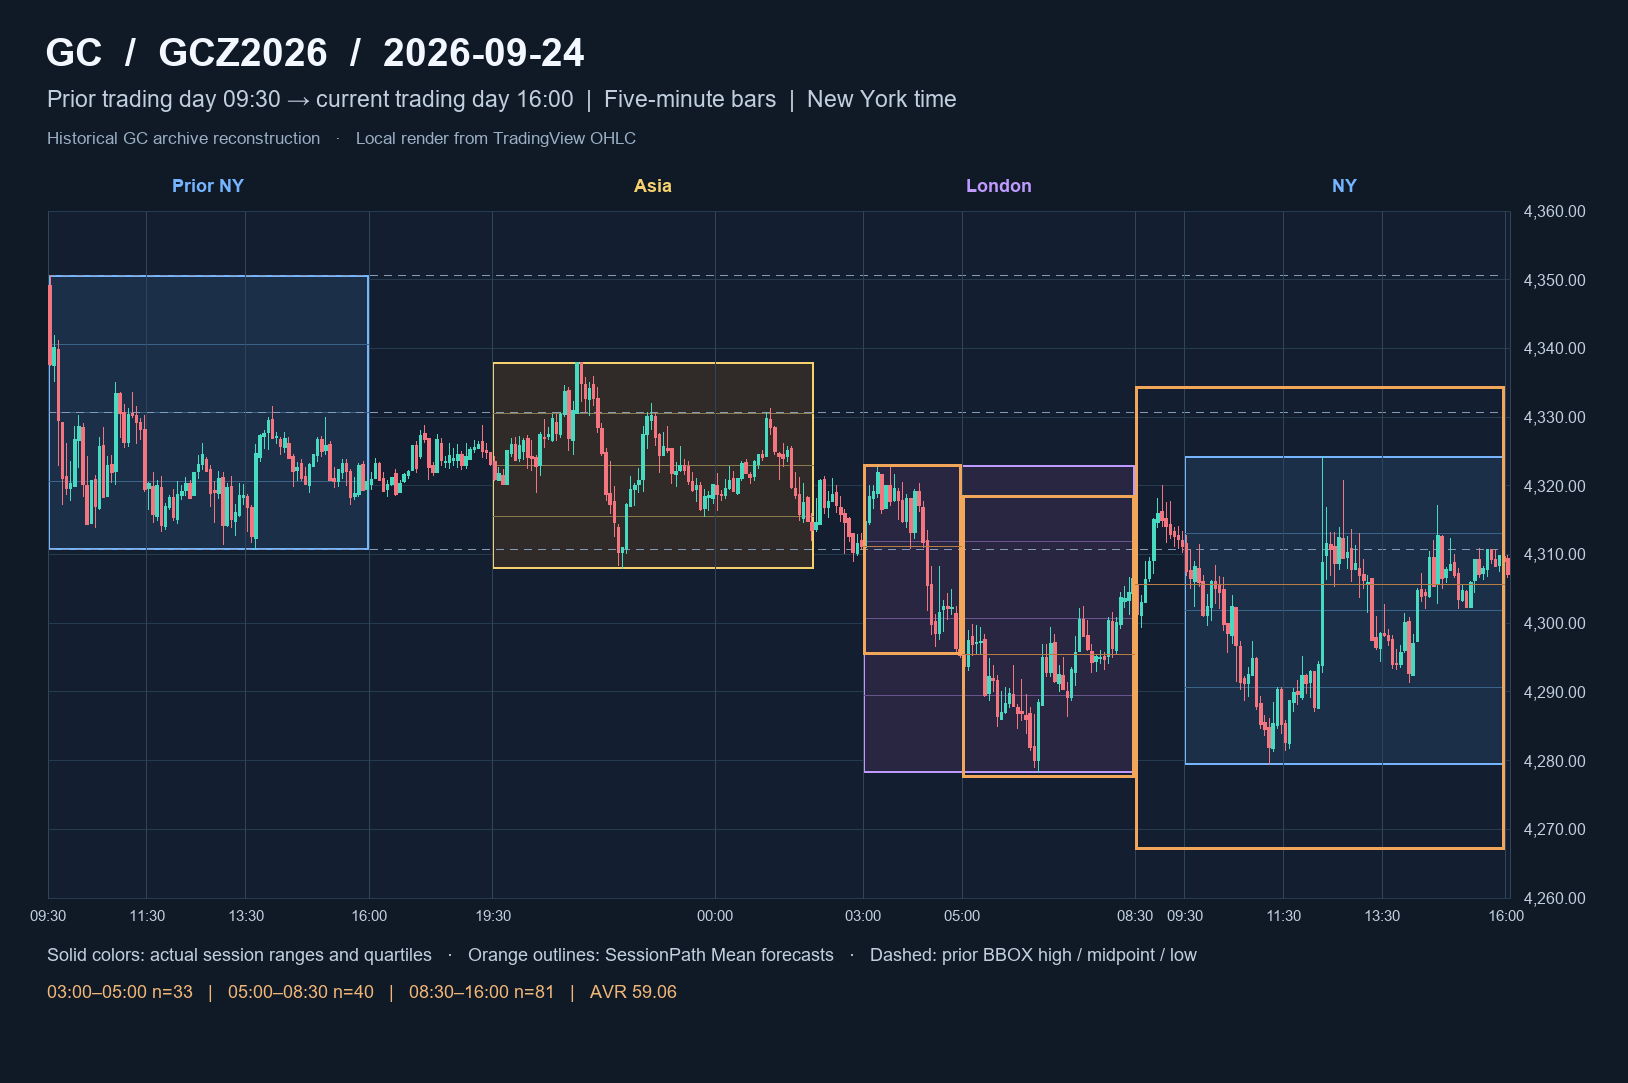 GC / GCZ2026 / 2026-09-24
Prior trading day 09:30 → current trading day 16:00 | Five-minute bars | New York time
Historical GC archive reconstruction · Local render from TradingView OHLC
Prior NY
Asia
London
NY
4,360.00
4,350.00
4,340.00
4,330.00
4,320.00
4,310.00
4,300.00
4,290.00
4,280.00
4,270.00
4,260.00
09:30 11:30 13:30 16:00 19:30 00:00 03:00 05:00 08:30 09:30 11:30 13:30 16:00
Solid colors: actual session ranges and quartiles · Orange outlines: SessionPath Mean forecasts · Dashed: prior BBOX high / midpoint / low
03:00–05:00 n=33 | 05:00–08:30 n=40 | 08:30–16:00 n=81 | AVR 59.06